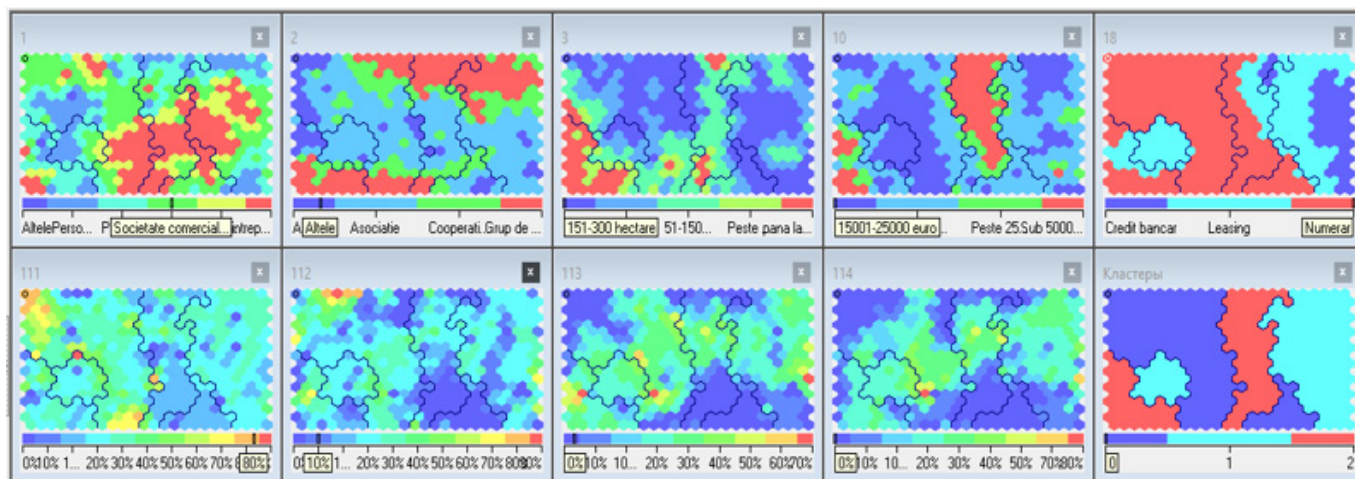 1 x
2 x
3 x
10 x
18 x
AltelePerso... P Societate comercial... intrep...
A Altele Asociatie Cooperati.Grup de ...
151-300 hectare 51-150... Peste pana la...
15001-25000 euro .. Peste 25.Sub 5000...
Credit bancar Leasing Numerar
111 x
112 x
113 x
114 x
Кластеры x
0%10% 1... 20% 30% 40% 50% 60% 70% 80%
10% 1... 20% 30% 40% 50% 60% 70%
0% 10% 10... 20% 30% 40% 50% 60%70%
0% 10% 10... 20% 30% 40% 50% 70%80%
0 1 2